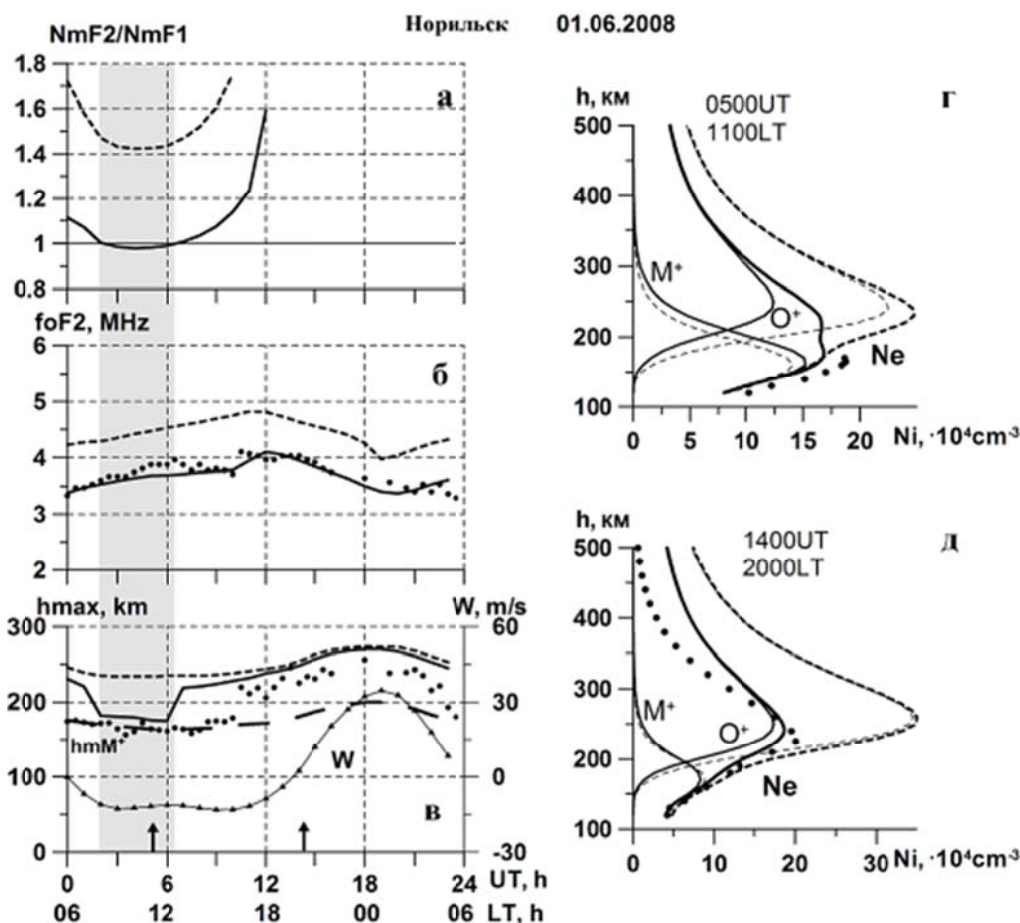 Норильск 01.06.2008
NmF2/NmF1
а
1.8
1.6
1.4
1.2
1
0.8
foF2, MHz
б
6
5
4
3
2
hmax, km W, m/s
300
200
100
0
60
30
0
-30
hmM+
W
в
0 6 12 18 24 UT, h
06 12 18 00 06 LT, h
h, км
г
0500UT
1100LT
500
400
300
200
100
M+
O+
Ne
0 5 10 15 20 Ni, ·10⁴cm⁻³
h, км
д
1400UT
2000LT
500
400
300
200
100
M+
O+
Ne
0 10 20 30 Ni, ·10⁴cm⁻³